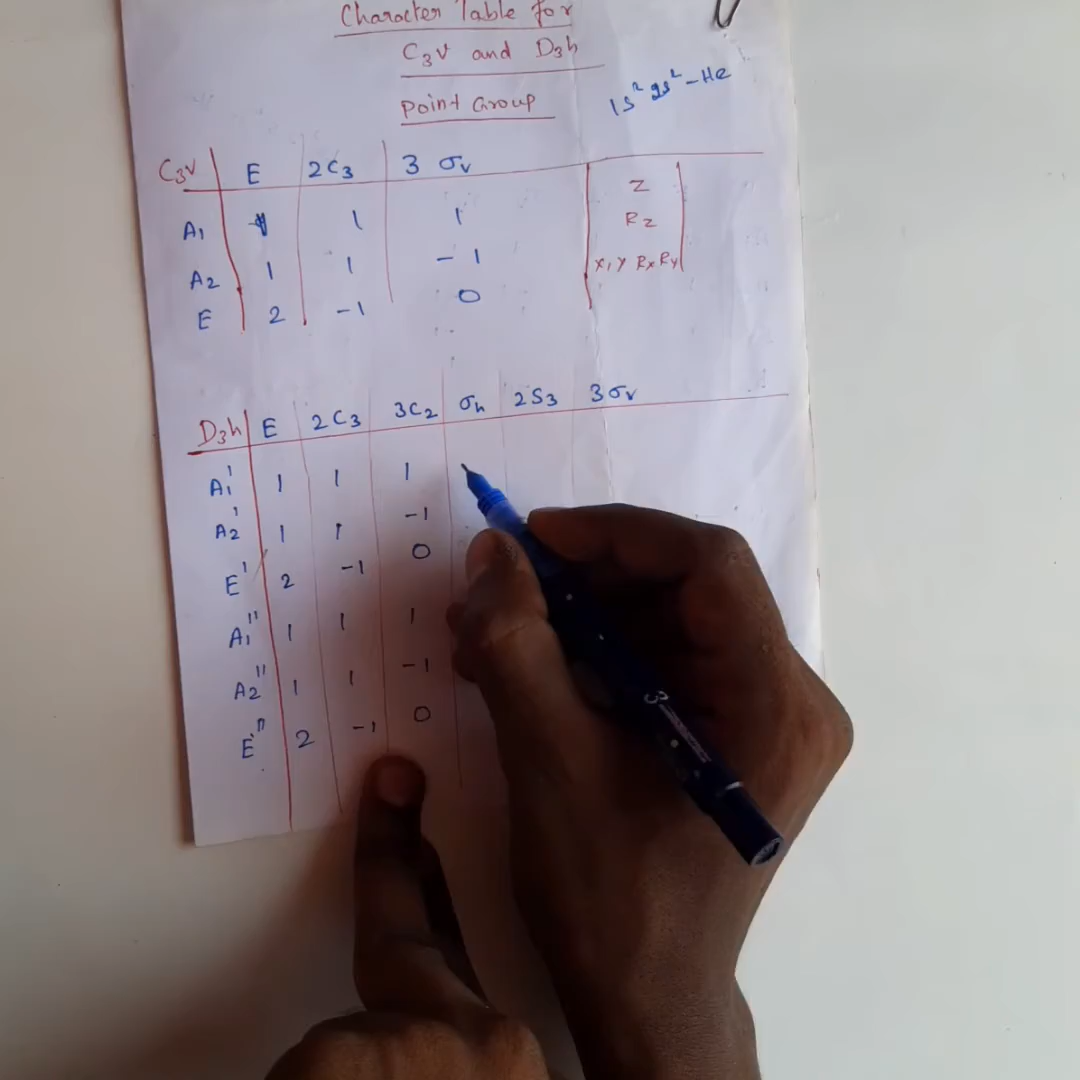 Character Table for
C₃v and D₃h
point Group
1s² 2s² - He
C₃v E 2C₃ 3 σv Z
A₁ 1 1 1 Rz
A₂ 1 1 -1 x, y Rx Ry
E 2 -1 0
D₃h E 2C₃ 3C₂ σh 2S₃ 3σv
A₁' 1 1 1
A₂' 1 1 -1
E' 2 -1 0
A₁'' 1 1 1
A₂'' 1 1 -1
E'' 2 -1 0